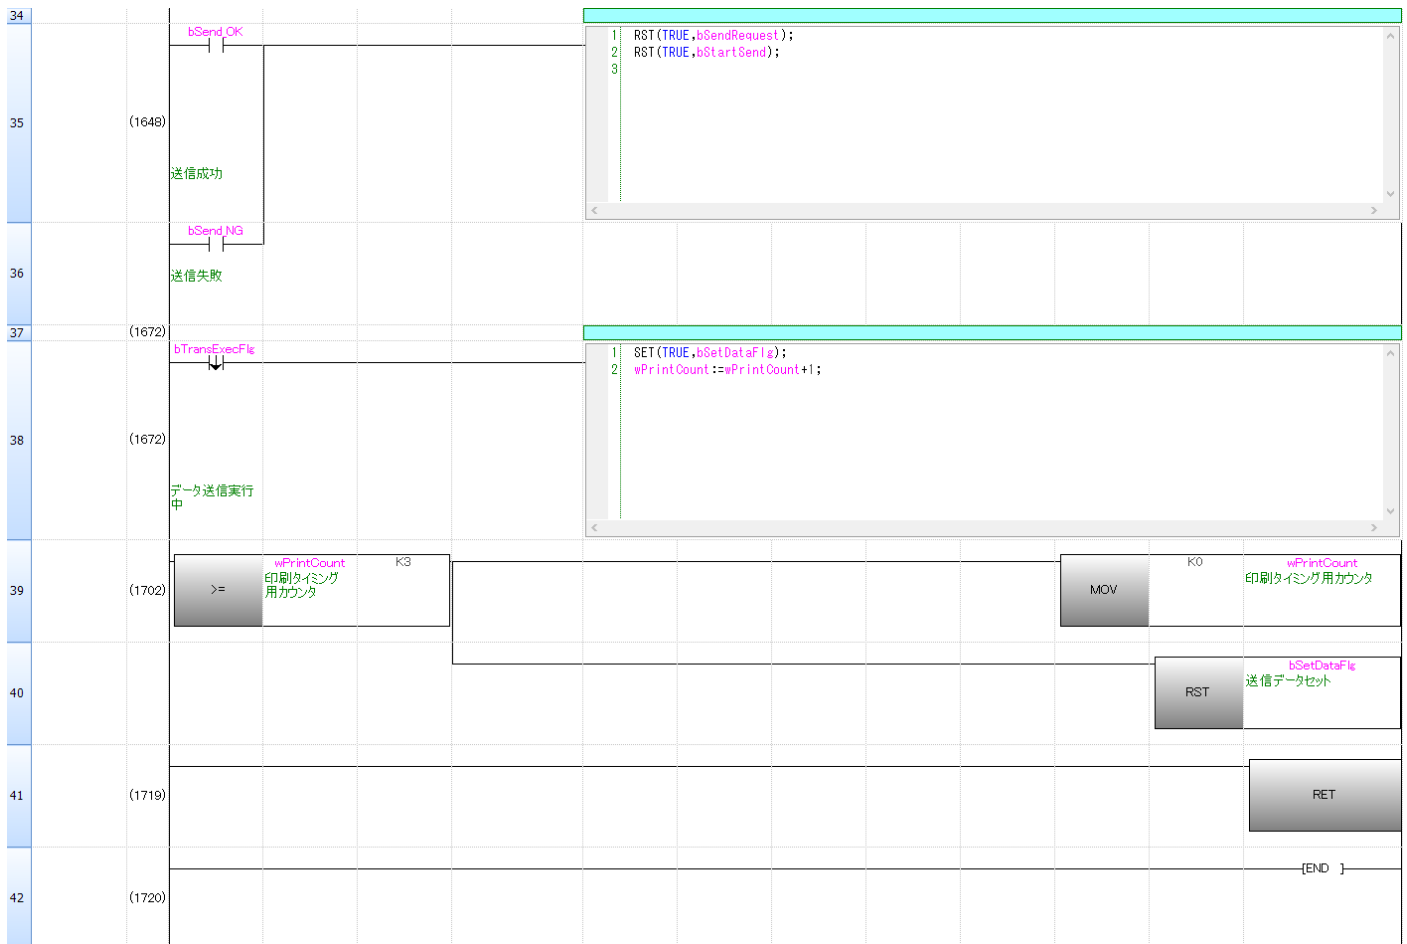 34
bSend_OK
1 RST(TRUE,bSendRequest);
2 RST(TRUE,bStartSend);
3
35 (1648)
送信成功
bSend_NG
36
送信失敗
37 (1672)
bTransExecFlg
1 SET(TRUE,bSetDataFlg);
2 wPrintCount:=wPrintCount+1;
38 (1672)
データ送信実行
中
wPrintCount K3 K0 wPrintCount
印刷タイミング 印刷タイミング用カウンタ
39 (1702) >= 用カウンタ MOV
bSetDataFlg
送信データセット
40 RST
41 (1719) RET
[END ]
42 (1720)